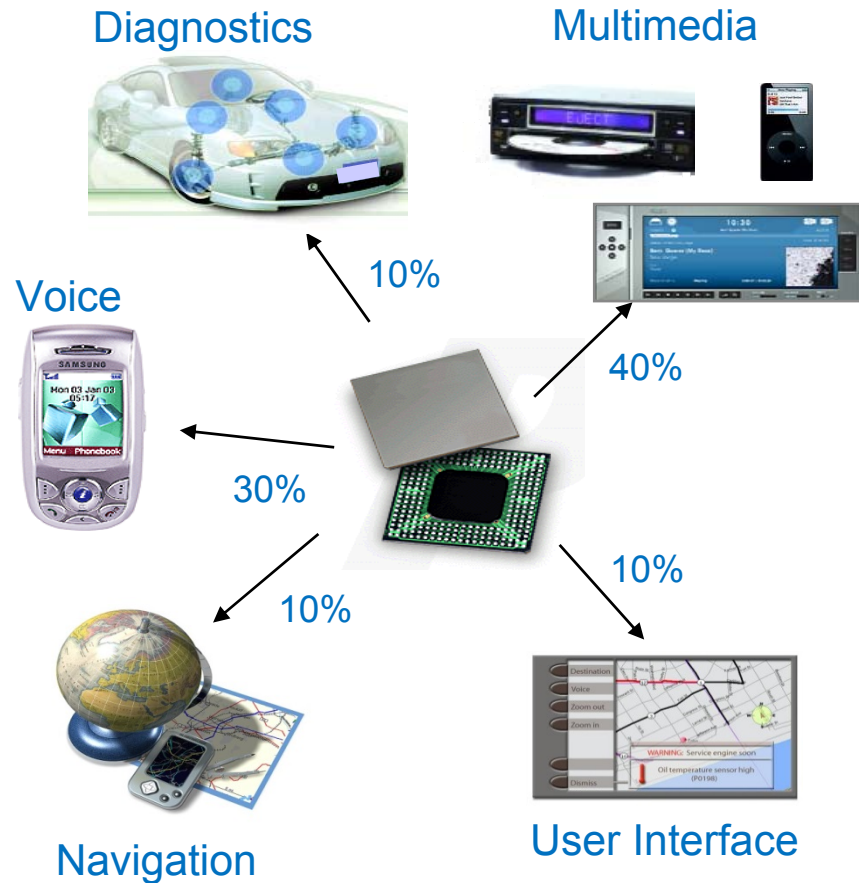 Diagnostics
Multimedia
EJECT
10:30
10%
Voice
40%
SAMSUNG
Mon 03 Jan 03
05:17
Menu Phonebook
30%
10%
10%
Destination
Voice
Zoom out
Zoom in
WARNING: Service engine soon
Oil temperature sensor high
(P0198)
Dismiss
User Interface
Navigation